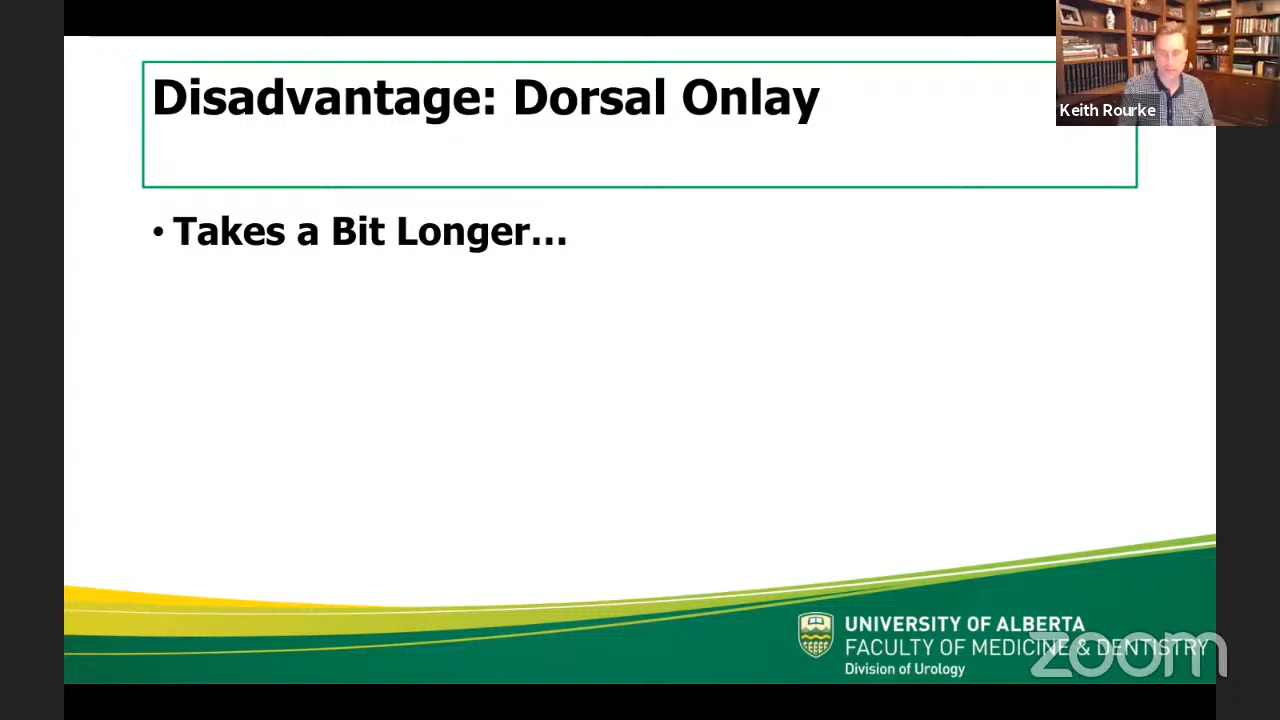 Disadvantage: Dorsal Onlay
Keith Rourke
• Takes a Bit Longer...
UNIVERSITY OF ALBERTA
FACULTY OF MEDICINE & DENTISTRY
Division of Urology
zoom